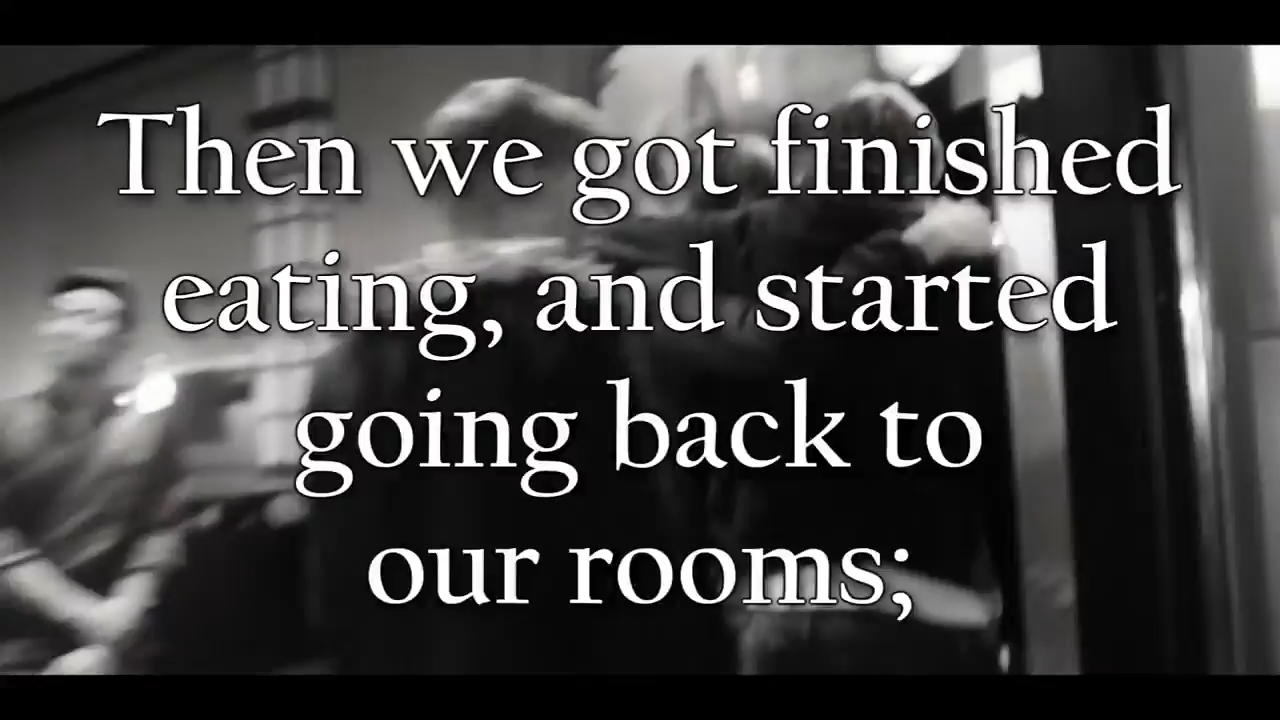 Then we got finished
eating, and started
going back to
our rooms;